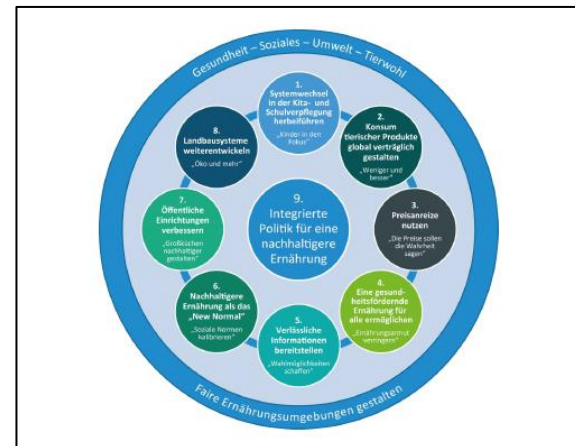 Gesundheit – Soziales – Umwelt – Tierwohl
1.
Systemwechsel
in der Kita- und
Schulverpflegung
herbeiführen
„Kinder in den
Fokus“
2.
Konsum
tierischer Produkte
global verträglich
gestalten
„Weniger und
besser“
3.
Preisanreize
nutzen
„Die Preise sollen
die Wahrheit
sagen“
4.
Eine gesund-
heitsfördernde
Ernährung für
alle ermöglichen
„Ernährungsarmut
verringern“
5.
Verlässliche
Informationen
bereitstellen
„Wahlmöglichkeiten
schaffen“
6.
Nachhaltigere
Ernährung als das
„New Normal“
„Soziale Normen
kalibrieren“
7.
Öffentliche
Einrichtungen
verbessern
„Großküchen
nachhaltiger
gestalten“
8.
Landbausysteme
weiterentwickeln
„Öko und mehr“
9.
Integrierte
Politik für eine
nachhaltigere
Ernährung
Faire Ernährungsumgebungen gestalten